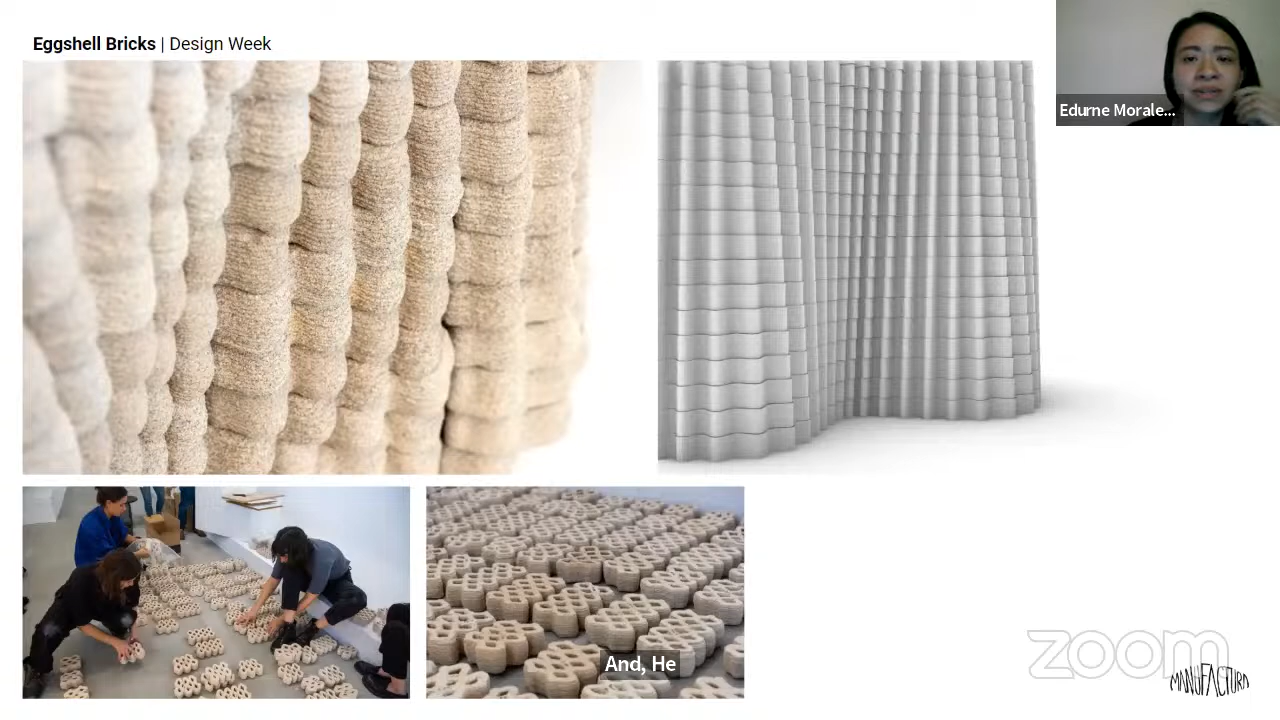 Eggshell Bricks | Design Week
Edurne Morale...
And, He
zoom
MANUFACTURA